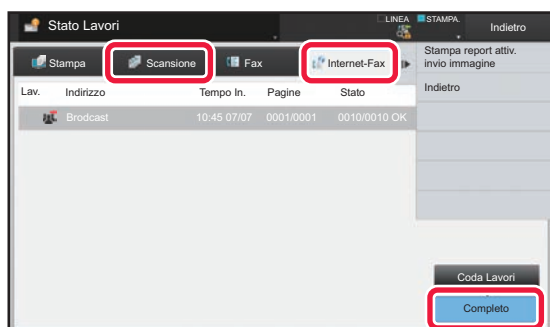 Stato Lavori
LINEA
STAMPA.
Indietro
Stampa
Scansione
Fax
Internet-Fax
Stampa report attiv.
invio immagine
Lav. Indirizzo Tempo In. Pagine Stato
Indietro
Brodcast 10:45 07/07 0001/0001 0010/0010 OK
Coda Lavori
Completo